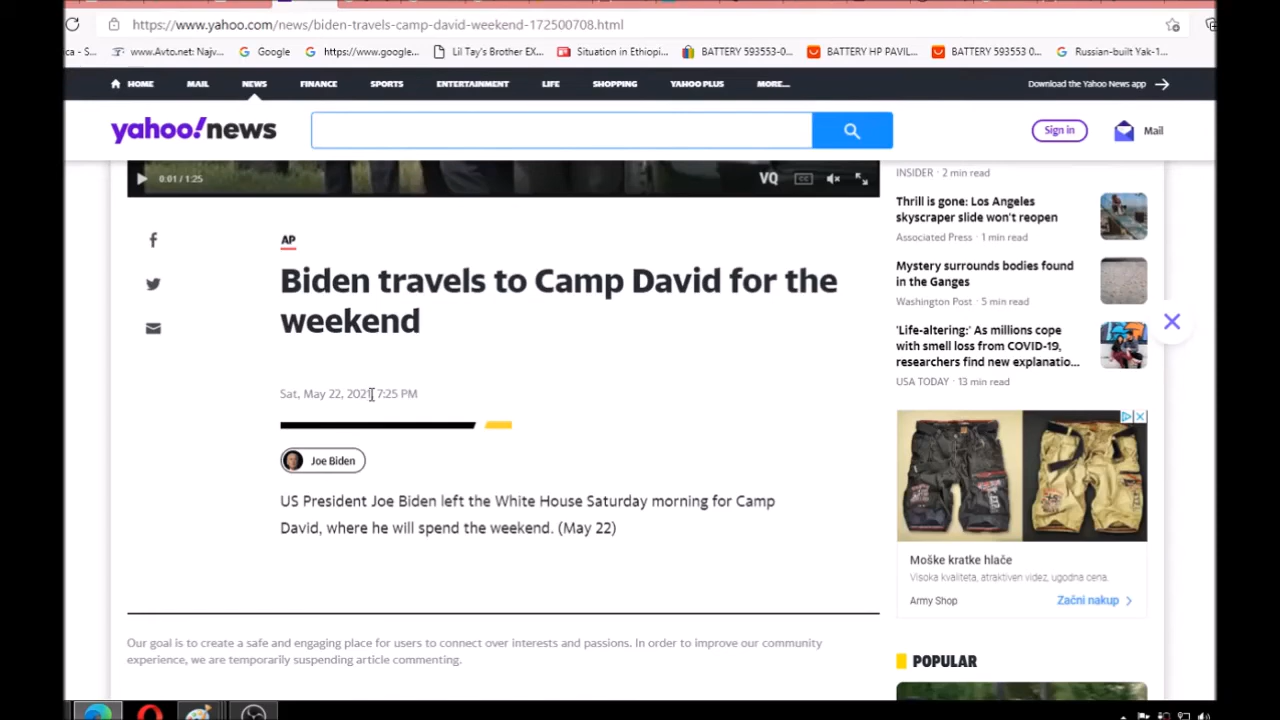 https://www.yahoo.com/news/biden-travels-camp-david-weekend-172500708.html
ca - S... www.Avto.net: Najv... Google https://www.google... Lil Tay's Brother EX... Situation in Ethiopi... BATTERY 593553-0... BATTERY HP PAVIL... BATTERY 593553 0... Russian-built Yak-1...
HOME MAIL NEWS FINANCE SPORTS ENTERTAINMENT LIFE SHOPPING YAHOO PLUS MORE... Download the Yahoo News app
yahoo!news Sign in Mail
0:01 / 1:25 VQ CC
AP
Biden travels to Camp David for the
weekend
Sat, May 22, 2021, 7:25 PM
Joe Biden
US President Joe Biden left the White House Saturday morning for Camp
David, where he will spend the weekend. (May 22)
Our goal is to create a safe and engaging place for users to connect over interests and passions. In order to improve our community
experience, we are temporarily suspending article commenting.
INSIDER · 2 min read
Thrill is gone: Los Angeles
skyscraper slide won't reopen
Associated Press · 1 min read
Mystery surrounds bodies found
in the Ganges
Washington Post · 5 min read
'Life-altering:' As millions cope
with smell loss from COVID-19,
researchers find new explanatio...
USA TODAY · 13 min read
Moške kratke hlače
Visoka kvaliteta, atraktiven videz, ugodna cena.
Army Shop Začni nakup
POPULAR